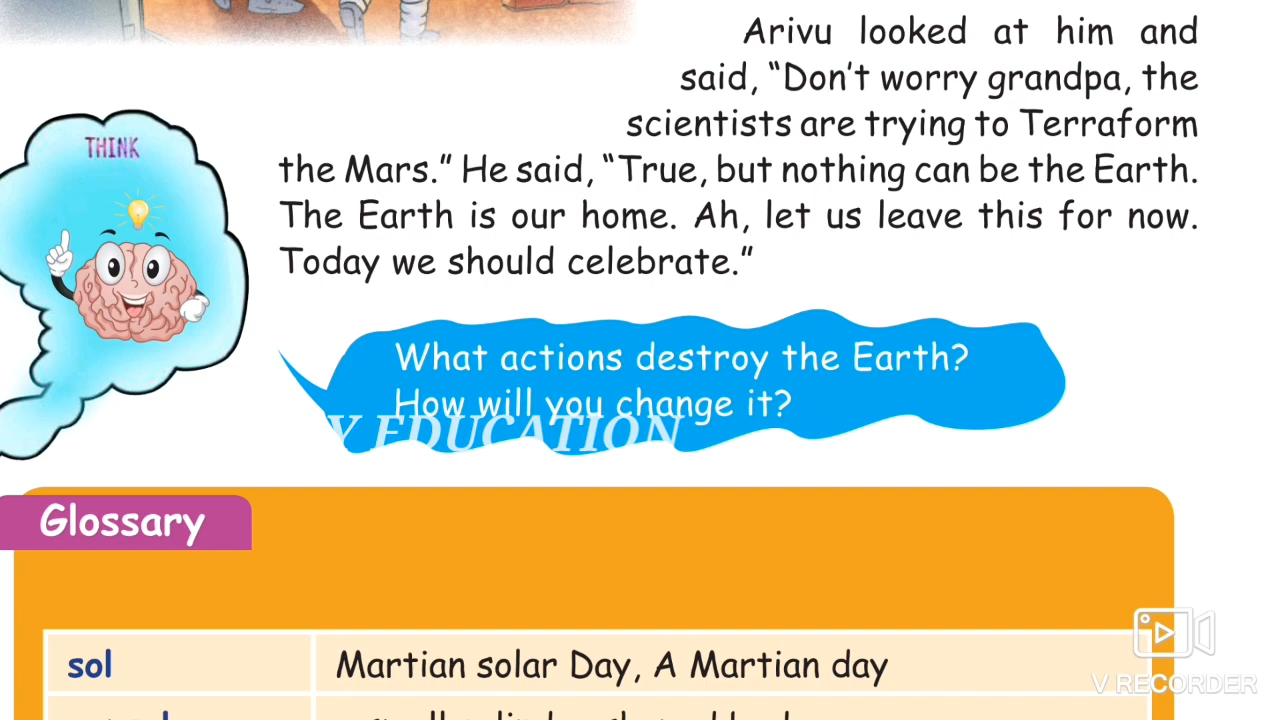 Arivu looked at him and
said, “Don’t worry grandpa, the
scientists are trying to Terraform
the Mars.” He said, “True, but nothing can be the Earth.
The Earth is our home. Ah, let us leave this for now.
Today we should celebrate.”
THINK
What actions destroy the Earth?
How will you change it?
Y EDUCATION
Glossary
sol
Martian solar Day, A Martian day
V RECORDER